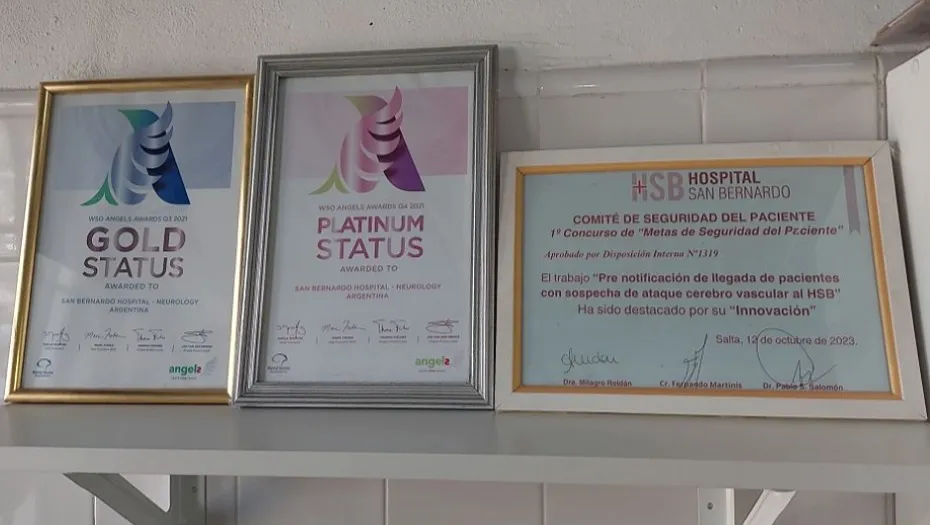 WSO ANGELS AWARDS Q3 2021
GOLD
STATUS
AWARDED TO
SAN BERNARDO HOSPITAL - NEUROLOGY
ARGENTINA
angels
WSO ANGELS AWARDS Q4 2021
PLATINUM
STATUS
AWARDED TO
SAN BERNARDO HOSPITAL - NEUROLOGY
ARGENTINA
angels
HSB HOSPITAL
SAN BERNARDO
COMITÉ DE SEGURIDAD DEL PACIENTE
1º Concurso de "Metas de Seguridad del Paciente"
Aprobado por Disposición Interna Nº1319
El trabajo "Pre notificación de llegada de pacientes
con sospecha de ataque cerebro vascular al HSB"
Ha sido destacado por su "Innovación"
Salta, 12 de octubre de 2023.
Dra. Milagro Roldán Cr. Fernando Martinis Dr. Pablo S. Salomón